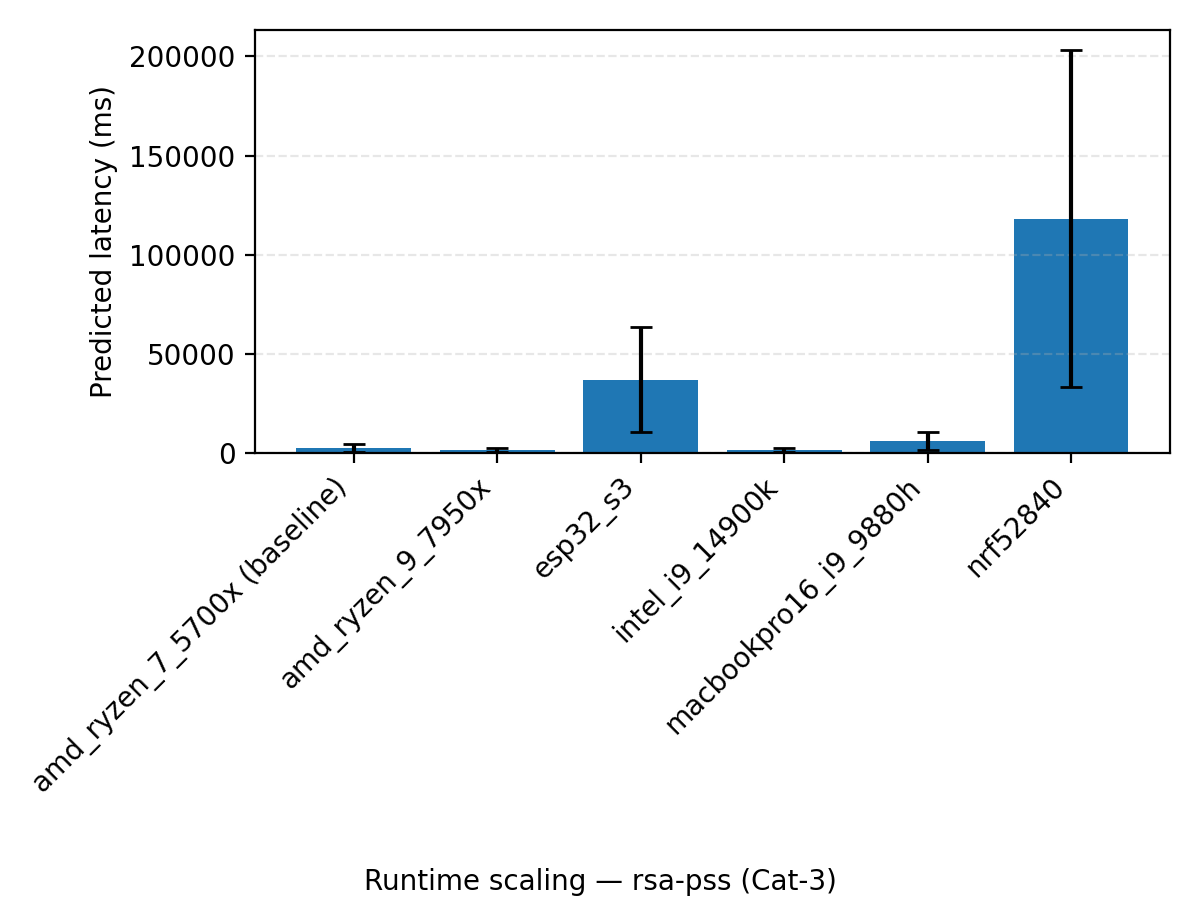 Predicted latency (ms)
200000
150000
100000
50000
0
amd_ryzen_7_5700x (baseline)
amd_ryzen_9_7950x
esp32_s3
intel_i9_14900k
macbookpro16_i9_9880h
nrf52840
Runtime scaling — rsa-pss (Cat-3)